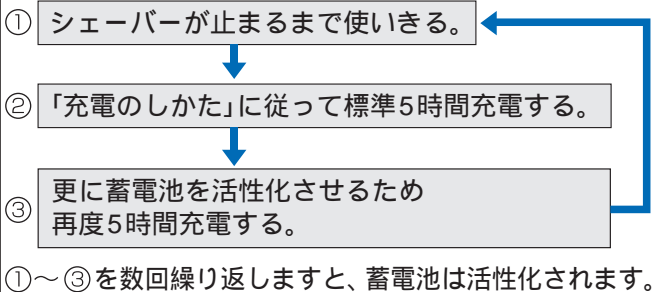 ① シェーバーが止まるまで使いきる。
② 「充電のしかた」に従って標準5時間充電する。
③ 更に蓄電池を活性化させるため
再度5時間充電する。
①～③を数回繰り返しますと、蓄電池は活性化されます。